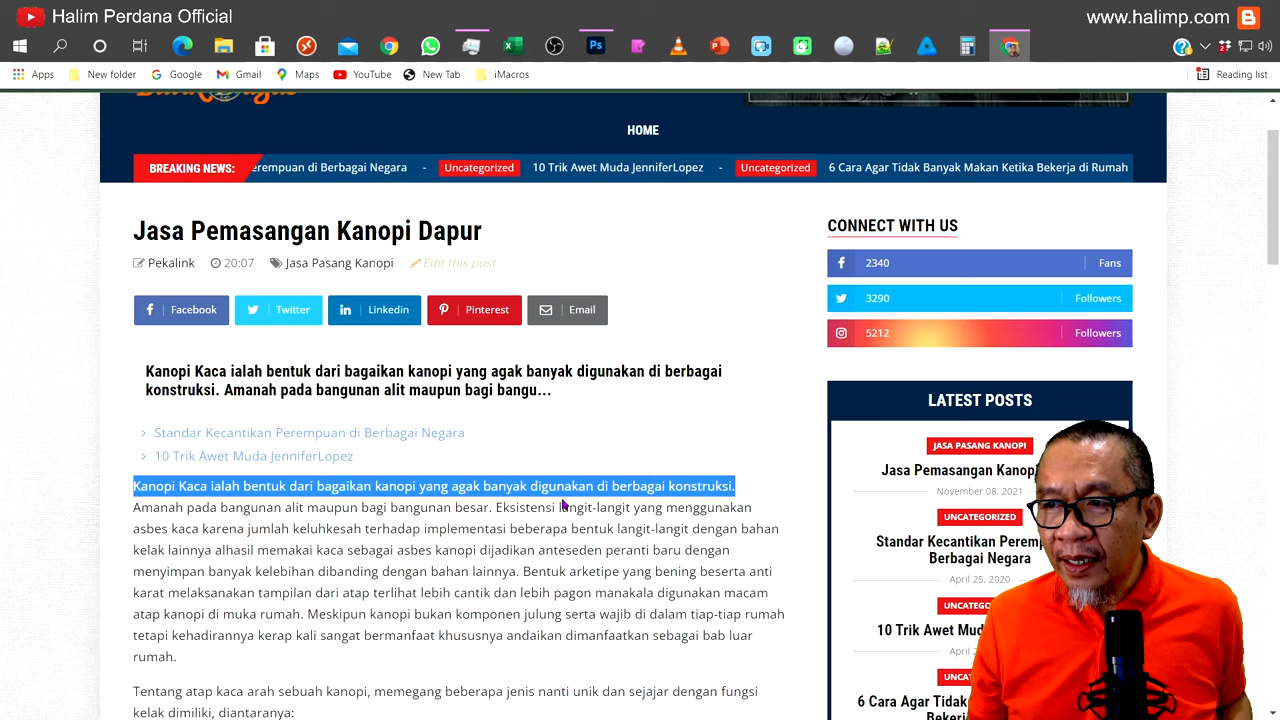 Halim Perdana Official
www.halimp.com
Apps New folder Google Gmail Maps YouTube New Tab iMacros Reading list
HOME
BREAKING NEWS: erempuan di Berbagai Negara - Uncategorized 10 Trik Awet Muda JenniferLopez - Uncategorized 6 Cara Agar Tidak Banyak Makan Ketika Bekerja di Rumah
Jasa Pemasangan Kanopi Dapur
Pekalink 20:07 Jasa Pasang Kanopi Edit this post
Facebook Twitter Linkedin Pinterest Email
Kanopi Kaca ialah bentuk dari bagaikan kanopi yang agak banyak digunakan di berbagai
konstruksi. Amanah pada bangunan alit maupun bagi bangu...
Standar Kecantikan Perempuan di Berbagai Negara
10 Trik Awet Muda JenniferLopez
Kanopi Kaca ialah bentuk dari bagaikan kanopi yang agak banyak digunakan di berbagai konstruksi.
Amanah pada bangunan alit maupun bagi bangunan besar. Eksistensi langit-langit yang menggunakan
asbes kaca karena jumlah terkesah terhadap implementasi beberapa bentuk langit-langit dengan bahan
kelak lainnya alhasil memakai kaca sebagai asbes kanopi dijadikan anteseden peranti baru dengan
menyimpan banyak kelebihan dibanding dengan bahan lainnya. Bentuk arketipe yang bening beserta anti
karat melaksanakan tampilan dari atap terlihat lebih cantik dan lebih pagon manakala digunakan macam
atap kanopi di muka rumah. Meskipun kanopi bukan komponen julung serta wajib di dalam tiap-tiap rumah
tetapi kehadirannya kerap kali sangat bermanfaat khususnya andaikan dimanfaatkan sebagai bab luar
rumah.
Tentang atap kaca arah sebuah kanopi, memegang beberapa jenis nanti unik dan sejajar dengan fungsi
kelak dimiliki, diantaranya:
CONNECT WITH US
2340 Fans
3290 Followers
5212 Followers
LATEST POSTS
JASA PASANG KANOPI
Jasa Pemasangan Kanopi
November 08, 2021
UNCATEGORIZED
Standar Kecantikan Peremp
Berbagai Negara
April 25, 2020
UNCATEGO
10 Trik Awet Mud
April 2
UNCA
6 Cara Agar Tidak
Bekerj